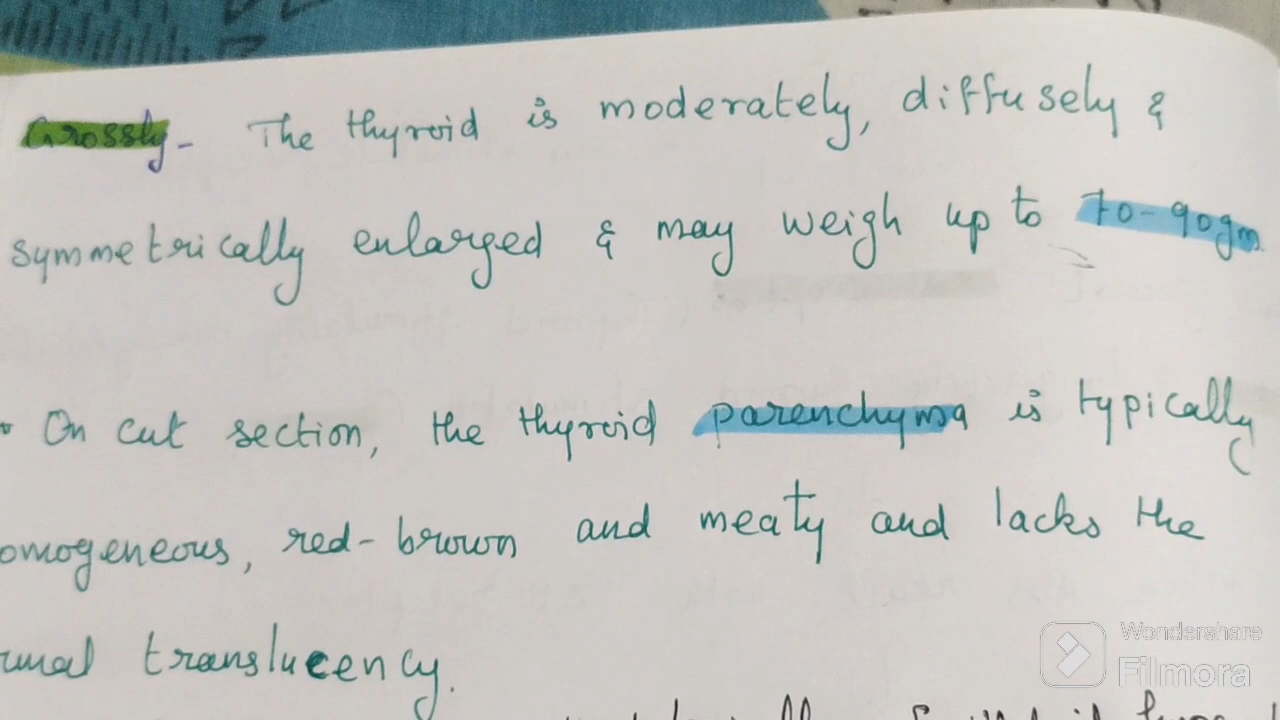 Grossly- The thyroid is moderately, diffusely &
symmetrically enlarged & may weigh up to 70-90gm.
• On cut section, the thyroid parenchyma is typically
omogeneous, red-brown and meaty and lacks the
rmal translucency.
Wondershare
Filmora